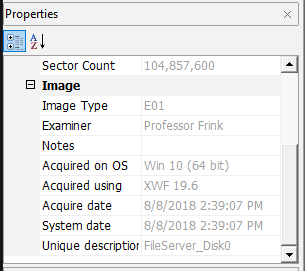 Properties
Sector Count 104,857,600
Image
Image Type E01
Examiner Professor Frink
Notes
Acquired on OS Win 10 (64 bit)
Acquired using XWF 19.6
Acquire date 8/8/2018 2:39:07 PM
System date 8/8/2018 2:39:07 PM
Unique description FileServer_Disk0